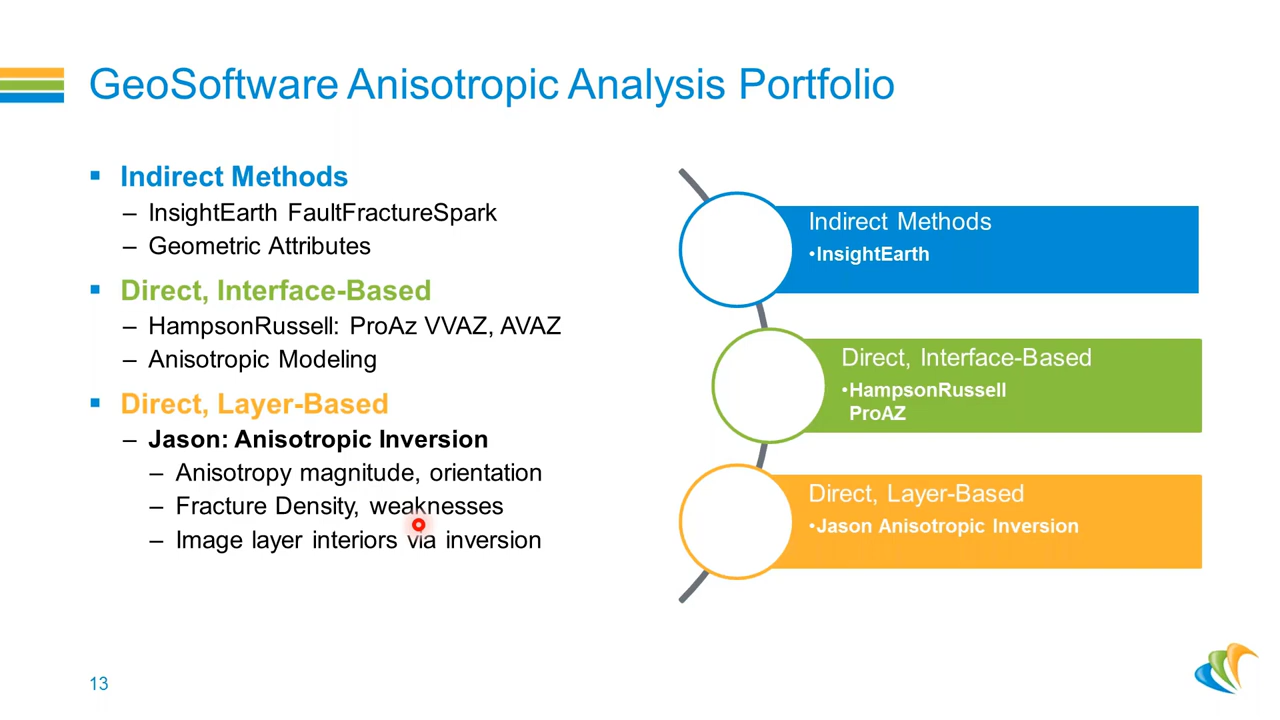 GeoSoftware Anisotropic Analysis Portfolio
▪ Indirect Methods
– InsightEarth FaultFractureSpark
– Geometric Attributes
▪ Direct, Interface-Based
– HampsonRussell: ProAz VVAZ, AVAZ
– Anisotropic Modeling
▪ Direct, Layer-Based
– Jason: Anisotropic Inversion
– Anisotropy magnitude, orientation
– Fracture Density, weaknesses
– Image layer interiors via inversion
Indirect Methods
•InsightEarth
Direct, Interface-Based
•HampsonRussell
ProAZ
Direct, Layer-Based
•Jason Anisotropic Inversion
13